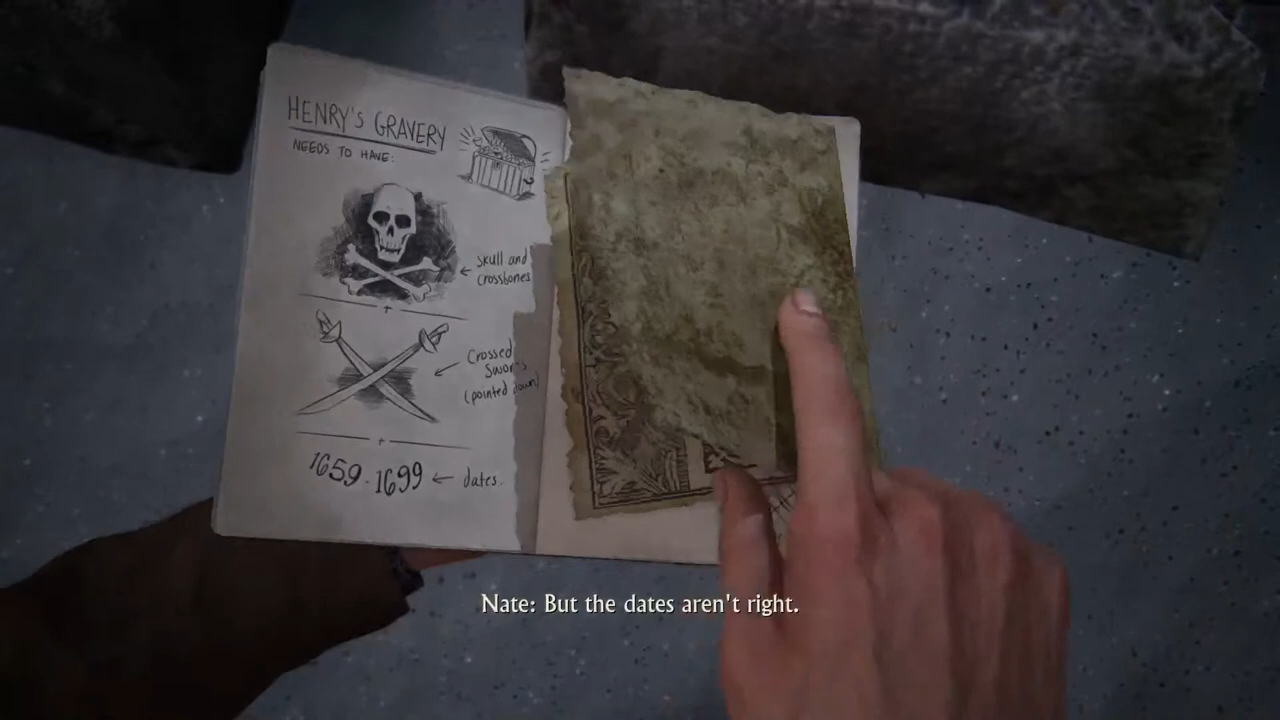 HENRY'S GRAVERY
NEEDS TO HAVE:
skull and
crossbones
+
Crossed
Swords
(pointed down)
+
1659-1699 ← dates.
Nate: But the dates aren't right.